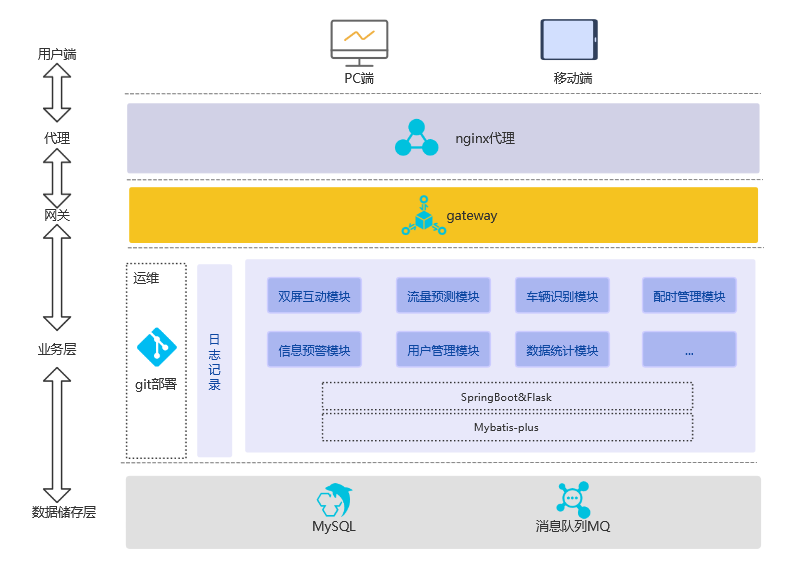 用户端
PC端
移动端
代理
nginx代理
网关
gateway
运维
双屏互动模块
流量预测模块
车辆识别模块
配时管理模块
日志记录
业务层
信息预警模块
用户管理模块
数据统计模块
...
git部署
SpringBoot&Flask
Mybatis-plus
数据储存层
MySQL
消息队列MQ